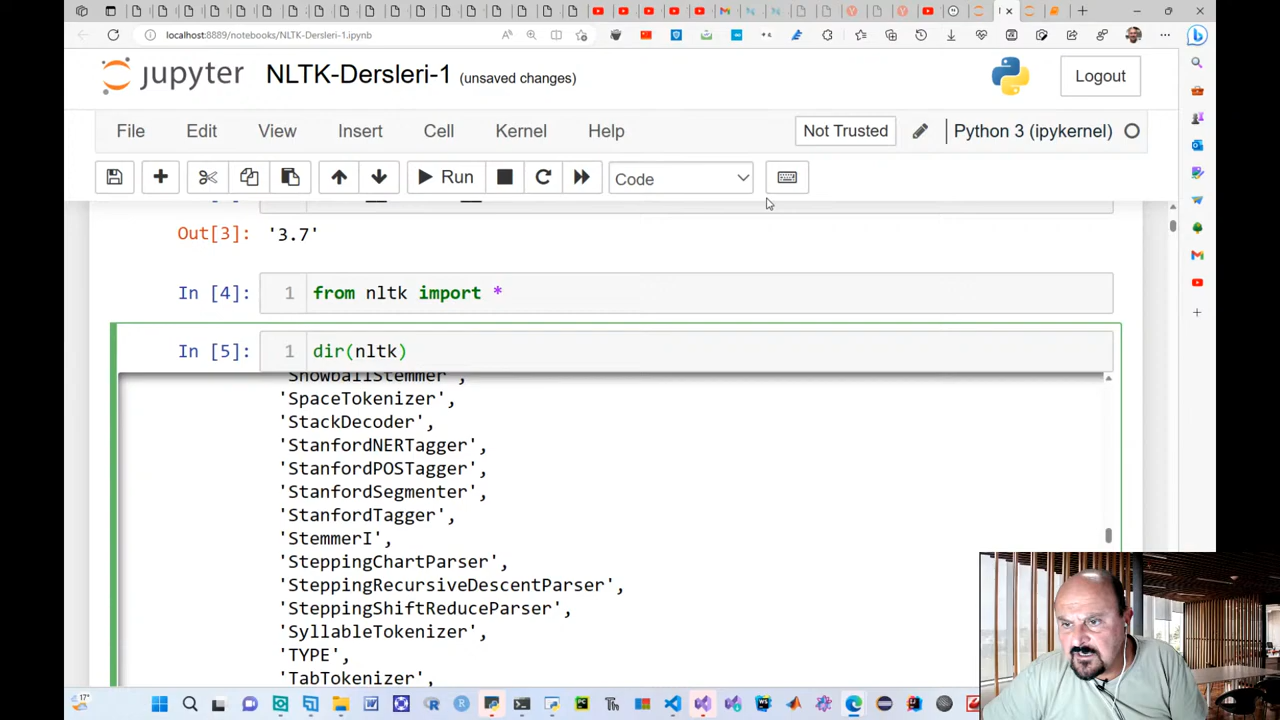 localhost:8889/notebooks/NLTK-Dersleri-1.ipynb
jupyter NLTK-Dersleri-1 (unsaved changes)
Logout
File Edit View Insert Cell Kernel Help
Not Trusted
Python 3 (ipykernel)
Run
Code
Out[3]: '3.7'
In [4]: 1 from nltk import *
In [5]: 1 dir(nltk)
'SnowballStemmer',
'SpaceTokenizer',
'StackDecoder',
'StanfordNERTagger',
'StanfordPOSTagger',
'StanfordSegmenter',
'StanfordTagger',
'StemmerI',
'SteppingChartParser',
'SteppingRecursiveDescentParser',
'SteppingShiftReduceParser',
'SyllableTokenizer',
'TYPE',
'TabTokenizer',
17°